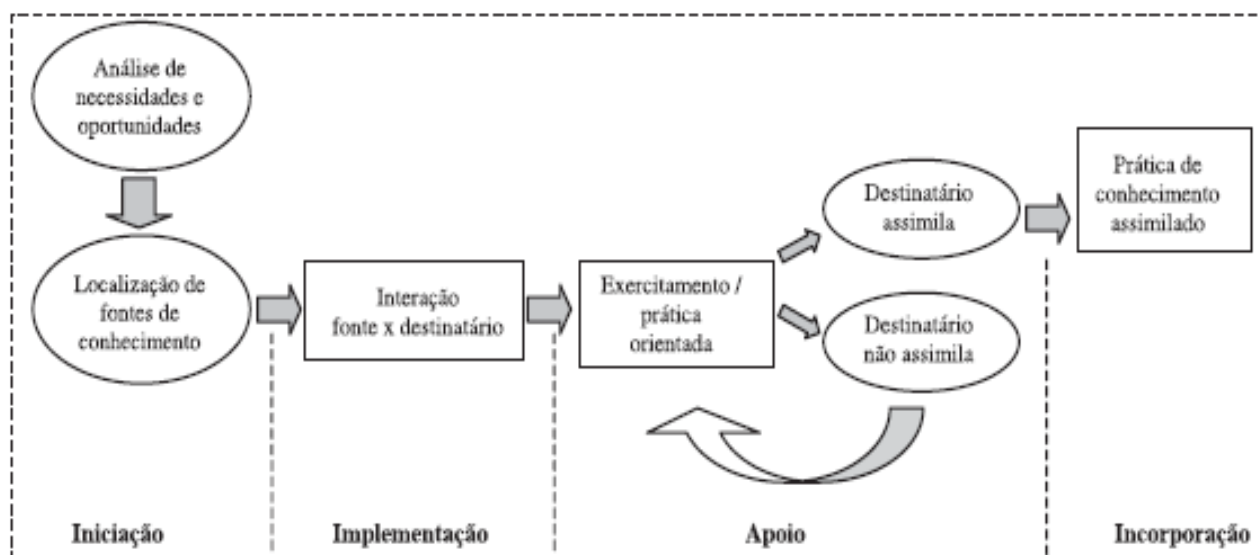 Análise de
necessidades e
oportunidades
Localização de
fontes de
conhecimento
Interação
fonte x destinatário
Exercitamento /
prática
orientada
Destinatário
assimila
Destinatário
não assimila
Prática de
conhecimento
assimilado
Iniciação
Implementação
Apoio
Incorporação